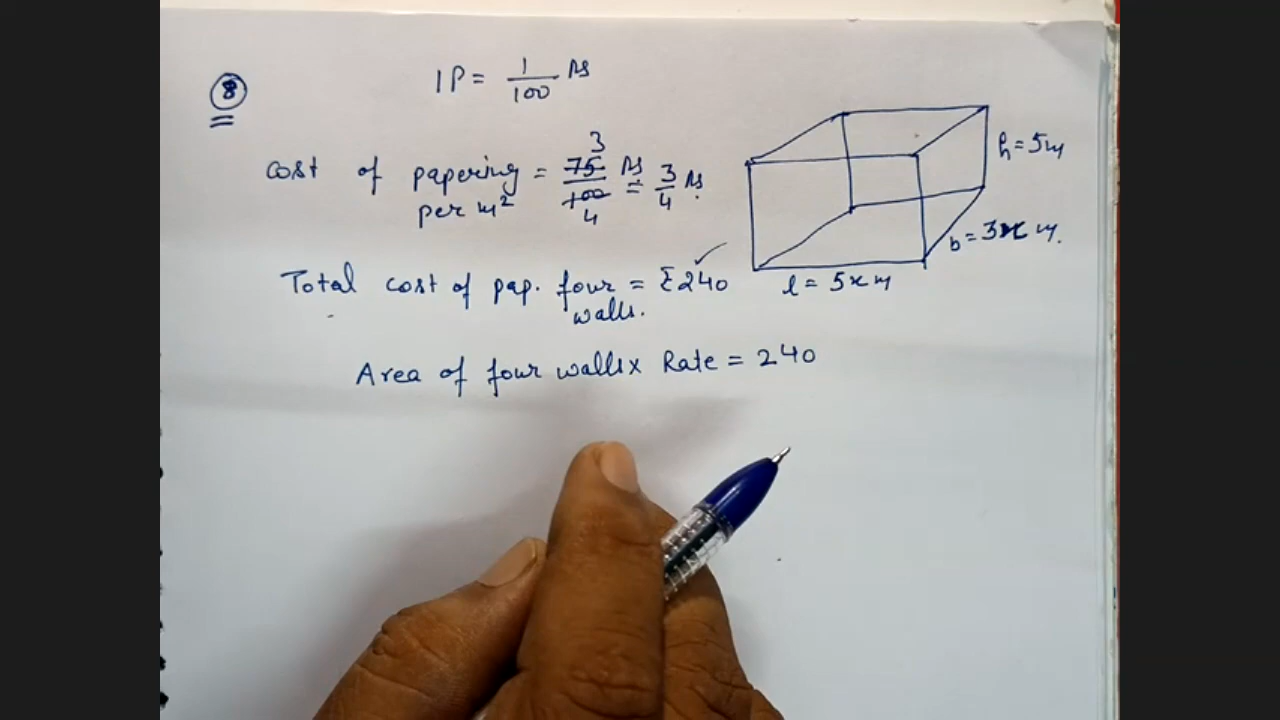 8
1P = 1/100 Rs
Cost of papering per m² = 75/100 Rs = 3/4 Rs.
3
4
Total cost of pap. four walls. = ₹240
Area of four walls x Rate = 240
h = 5m
b = 3x m.
l = 5x m